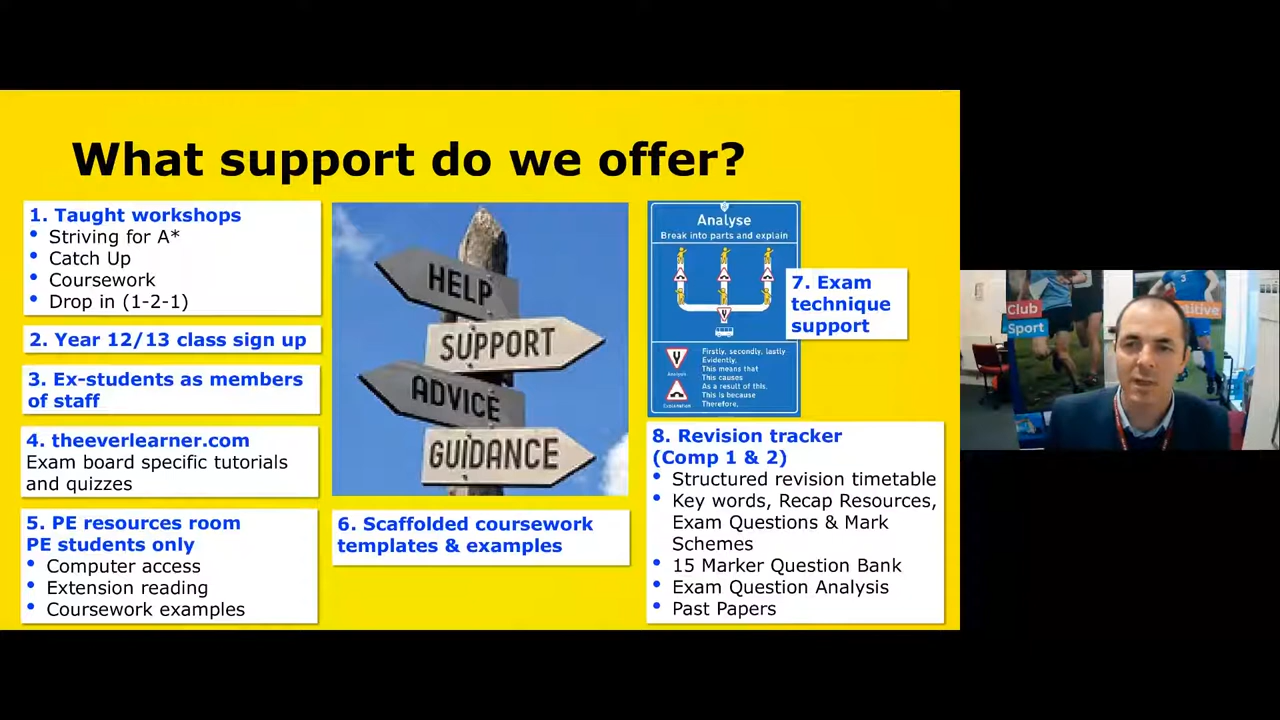 What support do we offer?
1. Taught workshops
Striving for A*
Catch Up
Coursework
Drop in (1-2-1)
2. Year 12/13 class sign up
3. Ex-students as members
of staff
4. theeverlearner.com
Exam board specific tutorials
and quizzes
5. PE resources room
PE students only
Computer access
Extension reading
Coursework examples
HELP
SUPPORT
ADVICE
GUIDANCE
6. Scaffolded coursework
templates & examples
Analyse
Break into parts and explain
Firstly, secondly, lastly
Evidently,
This means that
This causes
As a result of this,
This is because
Therefore,
Analysis
Explanation
7. Exam
technique
support
8. Revision tracker
(Comp 1 & 2)
Structured revision timetable
Key words, Recap Resources,
Exam Questions & Mark
Schemes
15 Marker Question Bank
Exam Question Analysis
Past Papers
Club
Sport
sitive
3